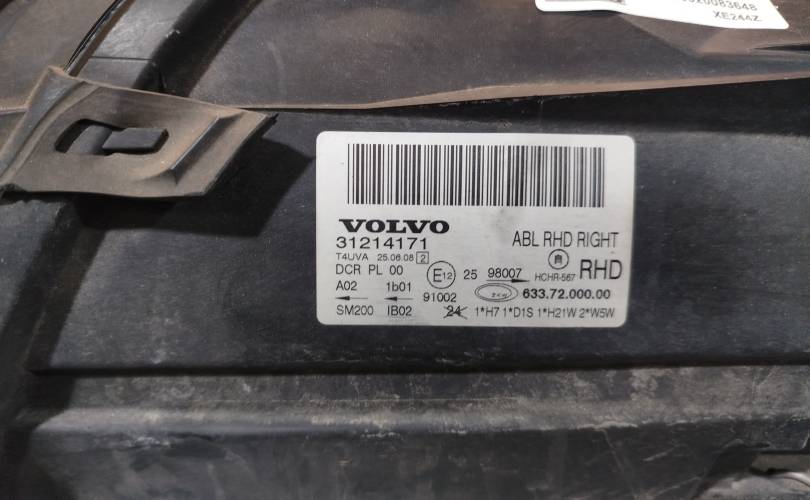 20083648
XE244Z
VOLVO
31214171
ABL RHD RIGHT
T4UVA 25.06.08 2
DCR PL 00 E12 25 98007 HCHR-567 RHD
A02 1b01 91002 633.72.000.00
SM200 IB02 24 1*H7 1*D1S 1*H21W 2*W5W